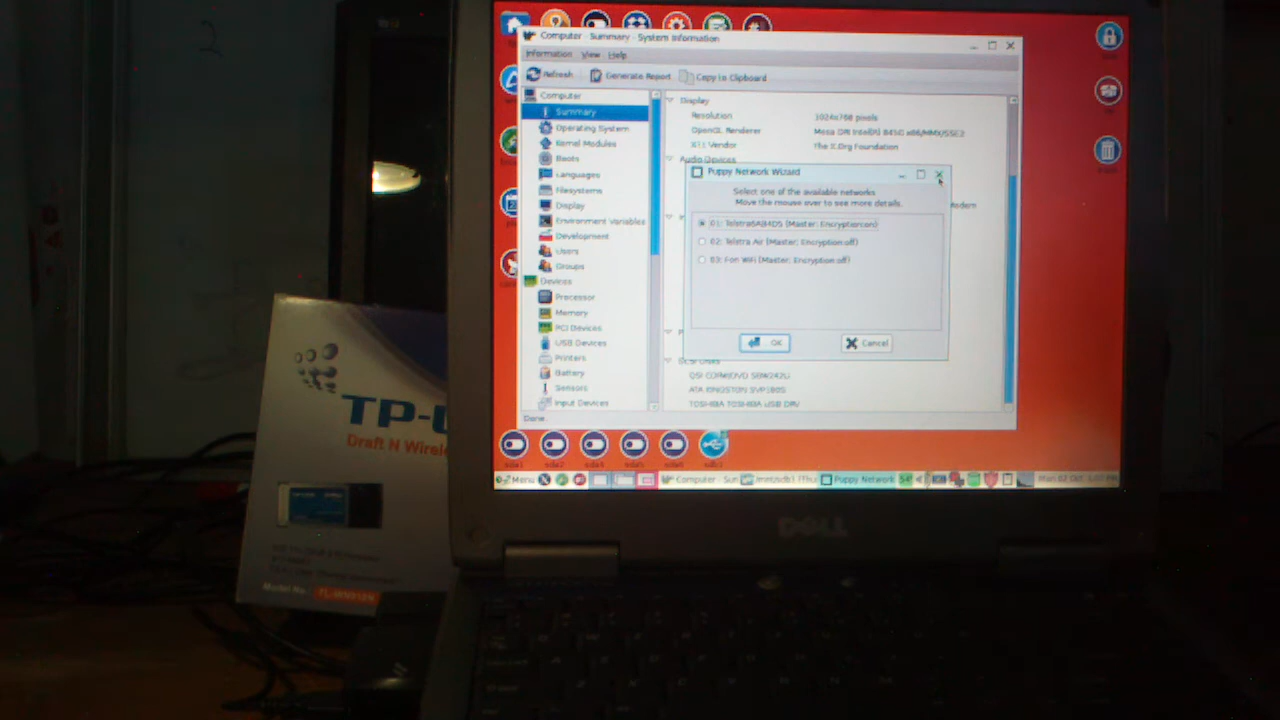 Computer - Summary - System Information
Information View Help
Refresh Generate Report Copy to Clipboard
Computer
Summary
Operating System
Kernel Modules
Boots
Languages
Filesystems
Display
Environment Variables
Development
Users
Groups
Devices
Processor
Memory
PCI Devices
USB Devices
Printers
Battery
Sensors
Input Devices
Display
Resolution 1024x768 pixels
OpenGL Renderer
X11 Vendor The X.Org Foundation
Audio Devices
Modem
Puppy Network Wizard
Select one of the available networks
Move the mouse over to see more details.
(Master; Encryption:on)
02: Telstra Air (Master; Encryption:off)
03: Fon WiFi (Master; Encryption:off)
OK Cancel
ATA KINGSTON
TOSHIBA TOSHIBA USB DRV
Done
Menu Computer - Sum Puppy Network
DELL
TP-L
Draft N Wirele
Model No.